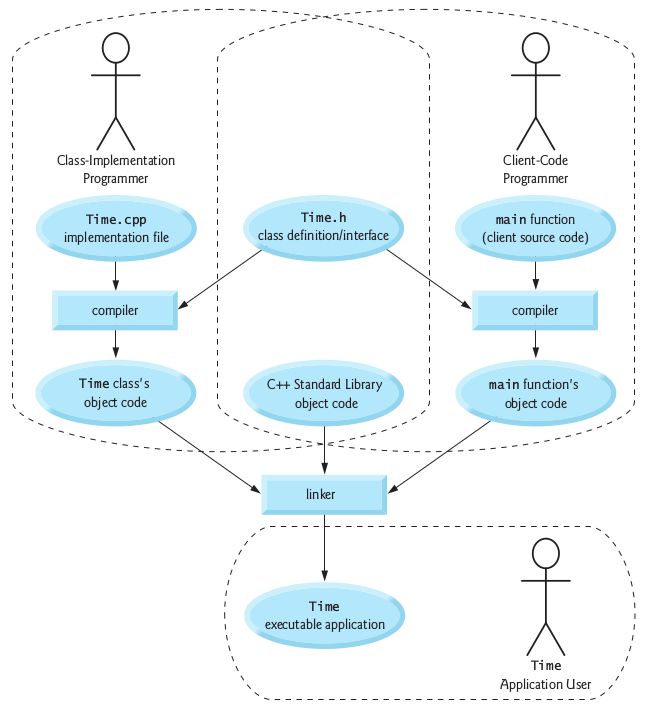 Class-Implementation
Programmer
Client-Code
Programmer
Time.cpp
implementation file
Time.h
class definition/interface
main function
(client source code)
compiler
compiler
Time class's
object code
C++ Standard Library
object code
main function's
object code
linker
Time
executable application
Time
Application User